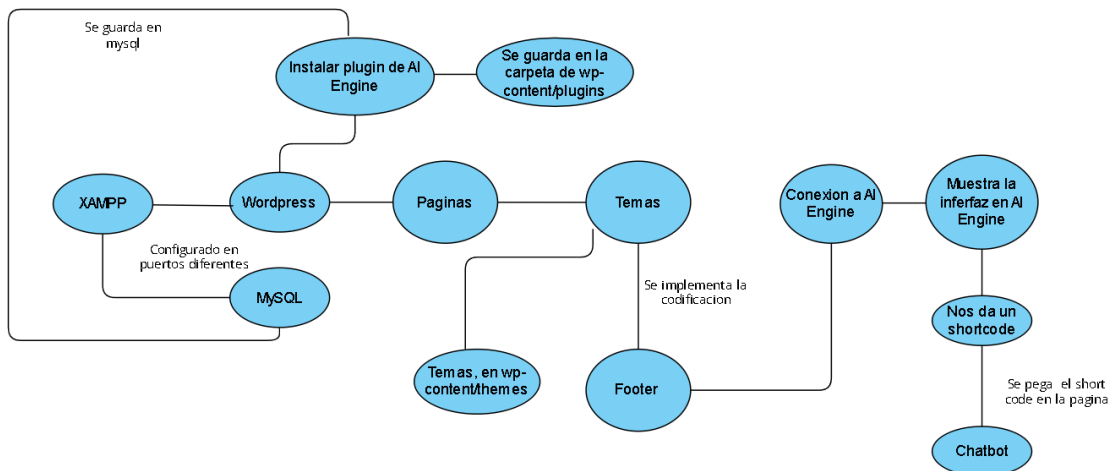 Se guarda en
mysql
Instalar plugin de AI
Engine
Se guarda en la
carpeta de wp-
content/plugins
XAMPP
Wordpress
Paginas
Temas
Conexion a AI
Engine
Muestra la
inferfaz en AI
Engine
Configurado en
puertos diferentes
MySQL
Se implementa la
codificacion
Nos da un
shortcode
Temas, en wp-
content/themes
Footer
Se pega el short
code en la pagina
Chatbot